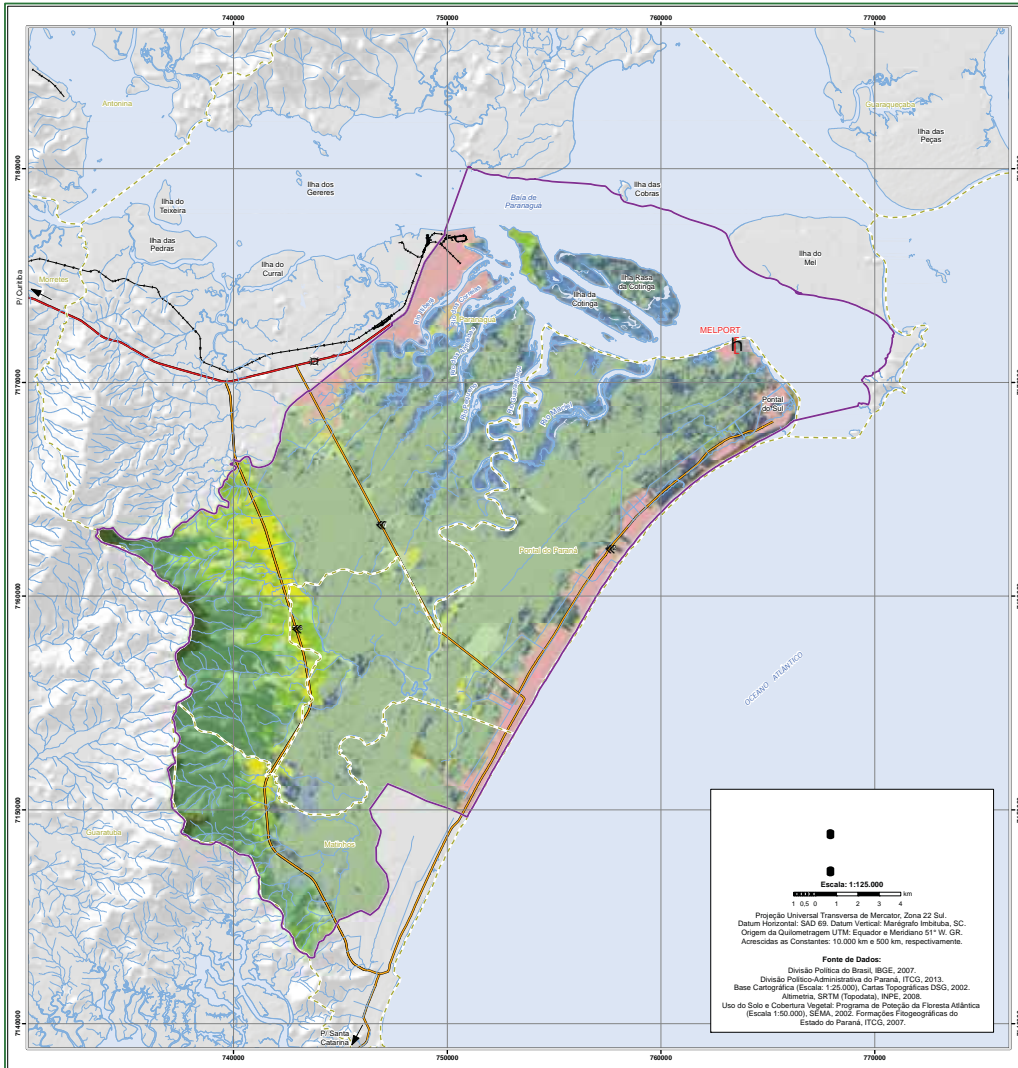 740000
750000
760000
770000
Antonina
Guaraqueçaba
Ilha das
Peças
7180000
Ilha dos
Gereres
Ilha das
Cobras
Ilha do
Teixeira
Baía de
Paranaguá
Ilha das
Pedras
Ilha do
Mel
Ilha do
Curral
Ilha Rasa
da Cotinga
Morretes
P/ Curitiba
Ilha da
Cotinga
Paranaguá
MELPORT
7170000
Rio Maciel
Pontal
do Sul
Pontal do Paraná
7160000
OCEANO ATLÂNTICO
7150000
Guaratuba
Matinhos
Escala: 1:125.000
1 0,5 0 1 2 3 4 km
Projeção Universal Transversa de Mercator, Zona 22 Sul.
Datum Horizontal: SAD 69. Datum Vertical: Marégrafo Imbituba, SC.
Origem da Quilometragem UTM: Equador e Meridiano 51° W. GR.
Acrescidas as Constantes: 10.000 km e 500 km, respectivamente.
Fonte de Dados:
Divisão Política do Brasil, IBGE, 2007.
Divisão Político-Administrativa do Paraná, ITCG, 2013.
Base Cartográfica (Escala: 1:25.000), Cartas Topográficas DSG, 2002.
Altimetria, SRTM (Topodata), INPE, 2008.
Uso do Solo e Cobertura Vegetal: Programa de Poteção da Floresta Atlântica
(Escala 1:50.000), SEMA, 2002. Formações Fitogeográficas do
Estado do Paraná, ITCG, 2007.
7140000
P/ Santa
Catarina
740000
750000
760000
770000